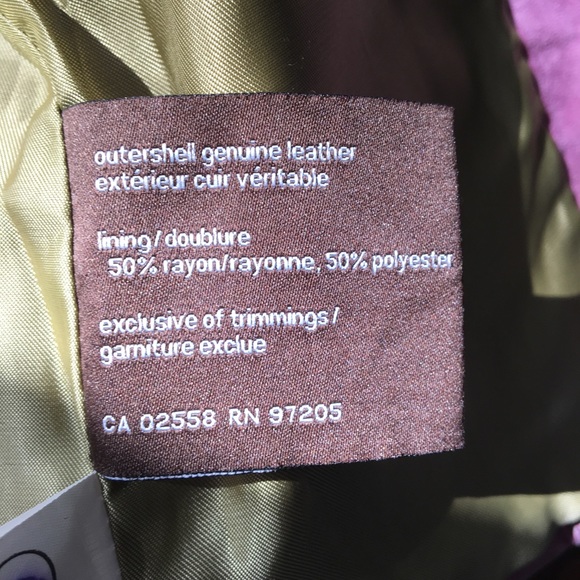 outershell genuine leather
extérieur cuir véritable
lining/doublure
50% rayon/rayonne, 50% polyester
exclusive of trimmings/
garniture exclue
CA 02558 RN 97205